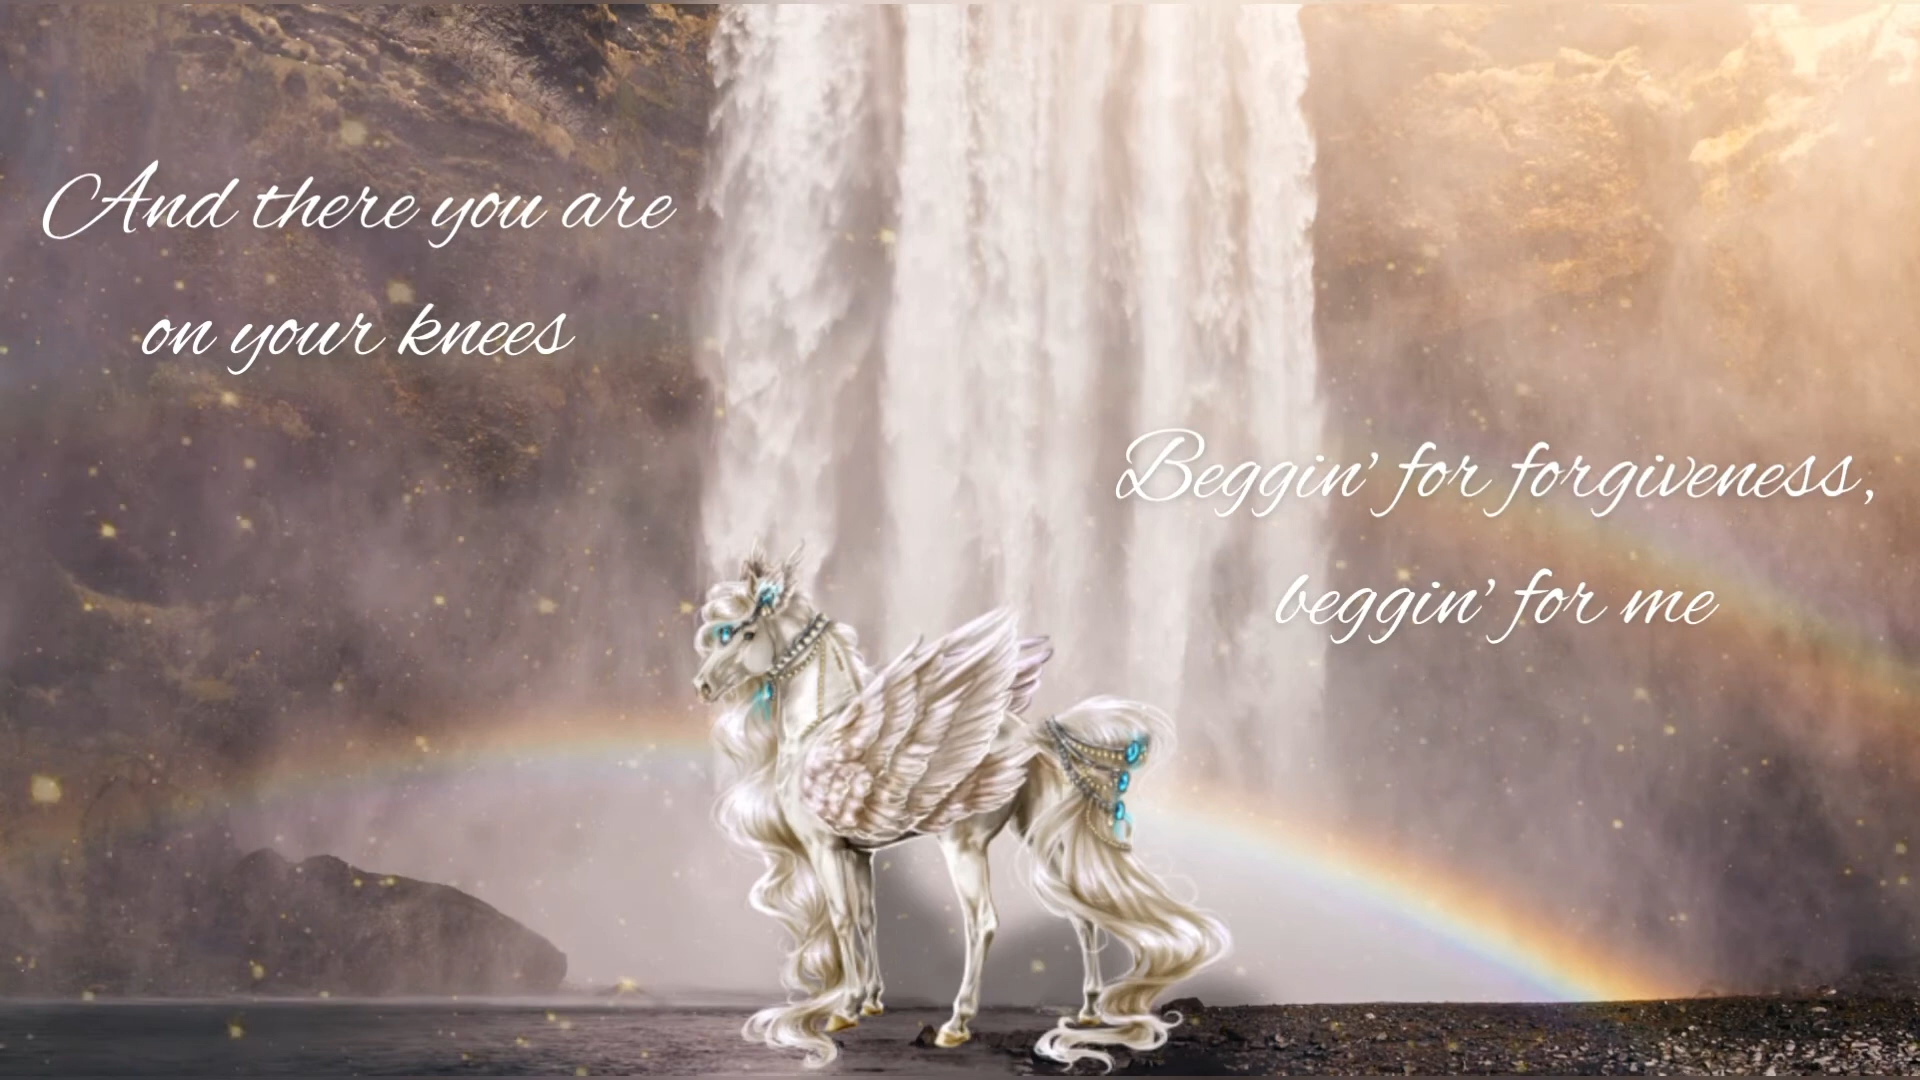 And there you are
on your knees
Beggin' for forgiveness,
beggin' for me